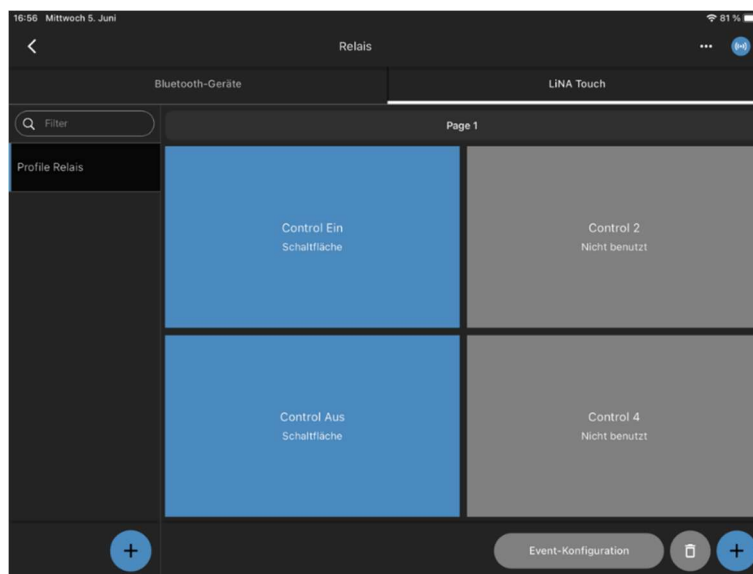 16:56 Mittwoch 5. Juni
81 %
Relais
Bluetooth-Geräte
LiNA Touch
Filter
Page 1
Profile Relais
Control Ein
Schaltfläche
Control 2
Nicht benutzt
Control Aus
Schaltfläche
Control 4
Nicht benutzt
Event-Konfiguration